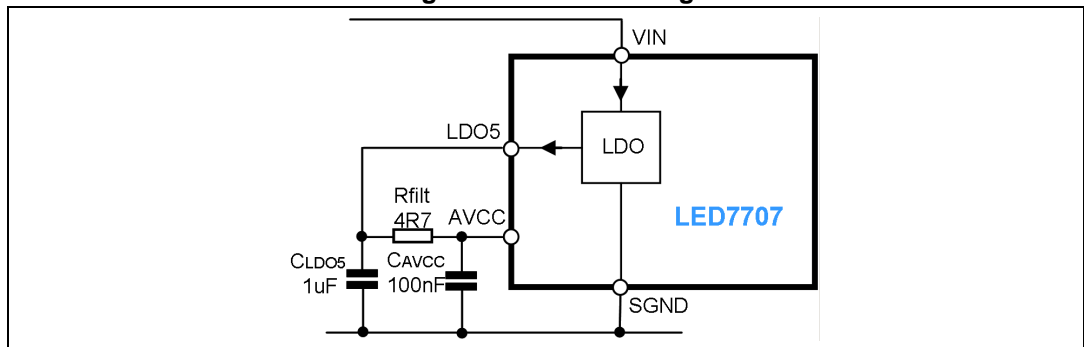 VIN
LDO5
LDO
Rfilt
4R7
AVCC
LED7707
CLDO5
1uF
CAVCC
100nF
SGND